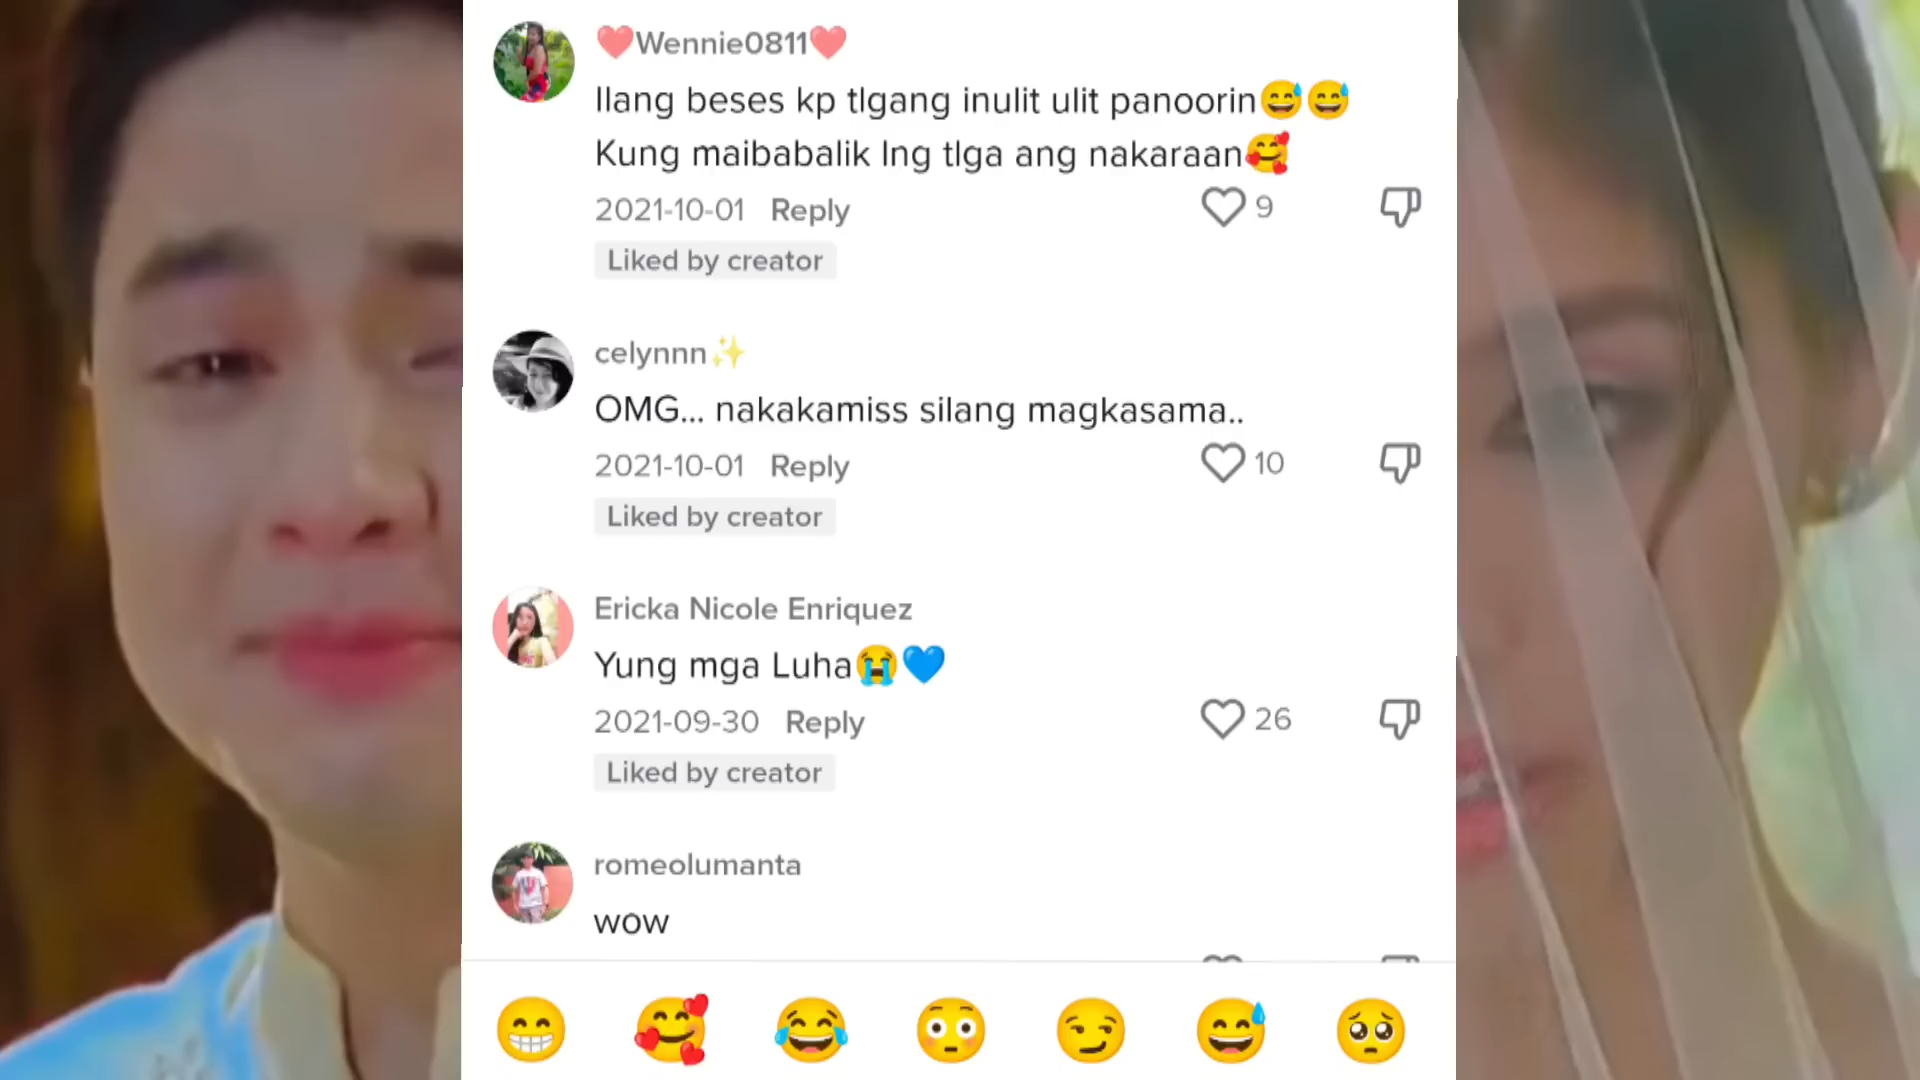 ❤️Wennie0811❤️
Ilang beses kp tlgang inulit ulit panoorin😅😅
Kung maibabalik lng tlga ang nakaraan🥰
2021-10-01 Reply 9
Liked by creator
celynnn✨
OMG... nakakamiss silang magkasama..
2021-10-01 Reply 10
Liked by creator
Ericka Nicole Enriquez
Yung mga Luha😭💙
2021-09-30 Reply 26
Liked by creator
romeolumanta
wow